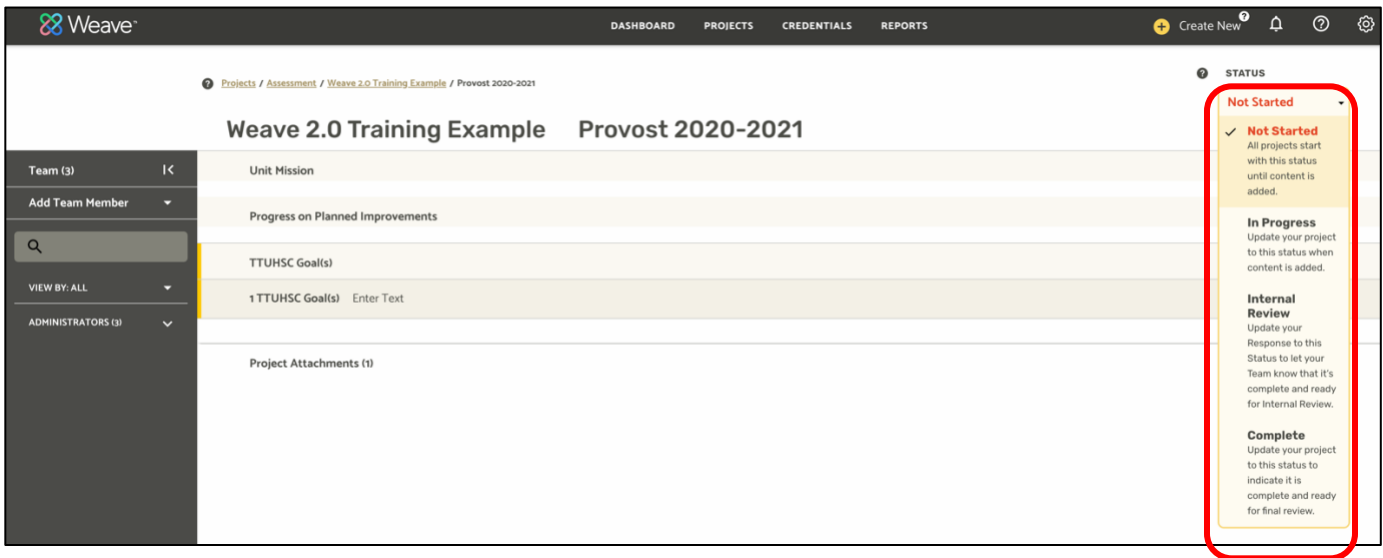 Weave
DASHBOARD PROJECTS CREDENTIALS REPORTS
+ Create New ? ?
? Projects / Assessment / Weave 2.0 Training Example / Provost 2020-2021
Weave 2.0 Training Example Provost 2020-2021
? STATUS
Not Started
Not Started
All projects start
with this status
until content is
added.
In Progress
Update your project
to this status when
content is added.
Internal
Review
Update your
Response to this
Status to let your
Team know that it's
complete and ready
for Internal Review.
Complete
Update your project
to this status to
indicate it is
complete and ready
for final review.
Team (3)
Add Team Member
VIEW BY: ALL
ADMINISTRATORS (3)
Unit Mission
Progress on Planned Improvements
TTUHSC Goal(s)
1 TTUHSC Goal(s) Enter Text
Project Attachments (1)